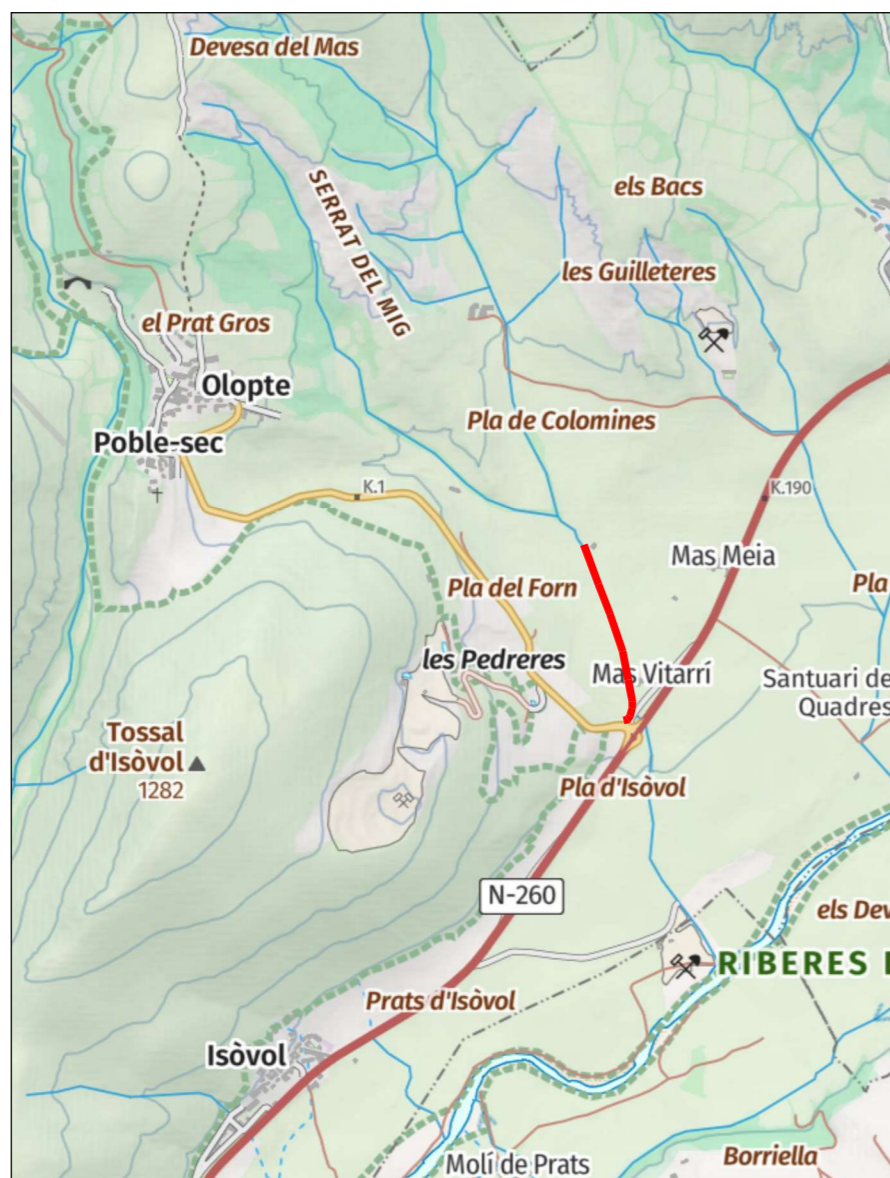 Devesa del Mas
SERRAT DEL MIG
els Bacs
les Guilleteres
el Prat Gros
Olopte
Poble-sec
Pla de Colomines
K.1
K.190
Mas Meia
Pla del Forn
Pla
les Pedreres
Mas Vitarrí
Santuari de
Quadres
Tossal
d'Isòvol
1282
Pla d'Isòvol
N-260
els Dev
RIBERES
Prats d'Isòvol
Isòvol
Molí de Prats
Borriella